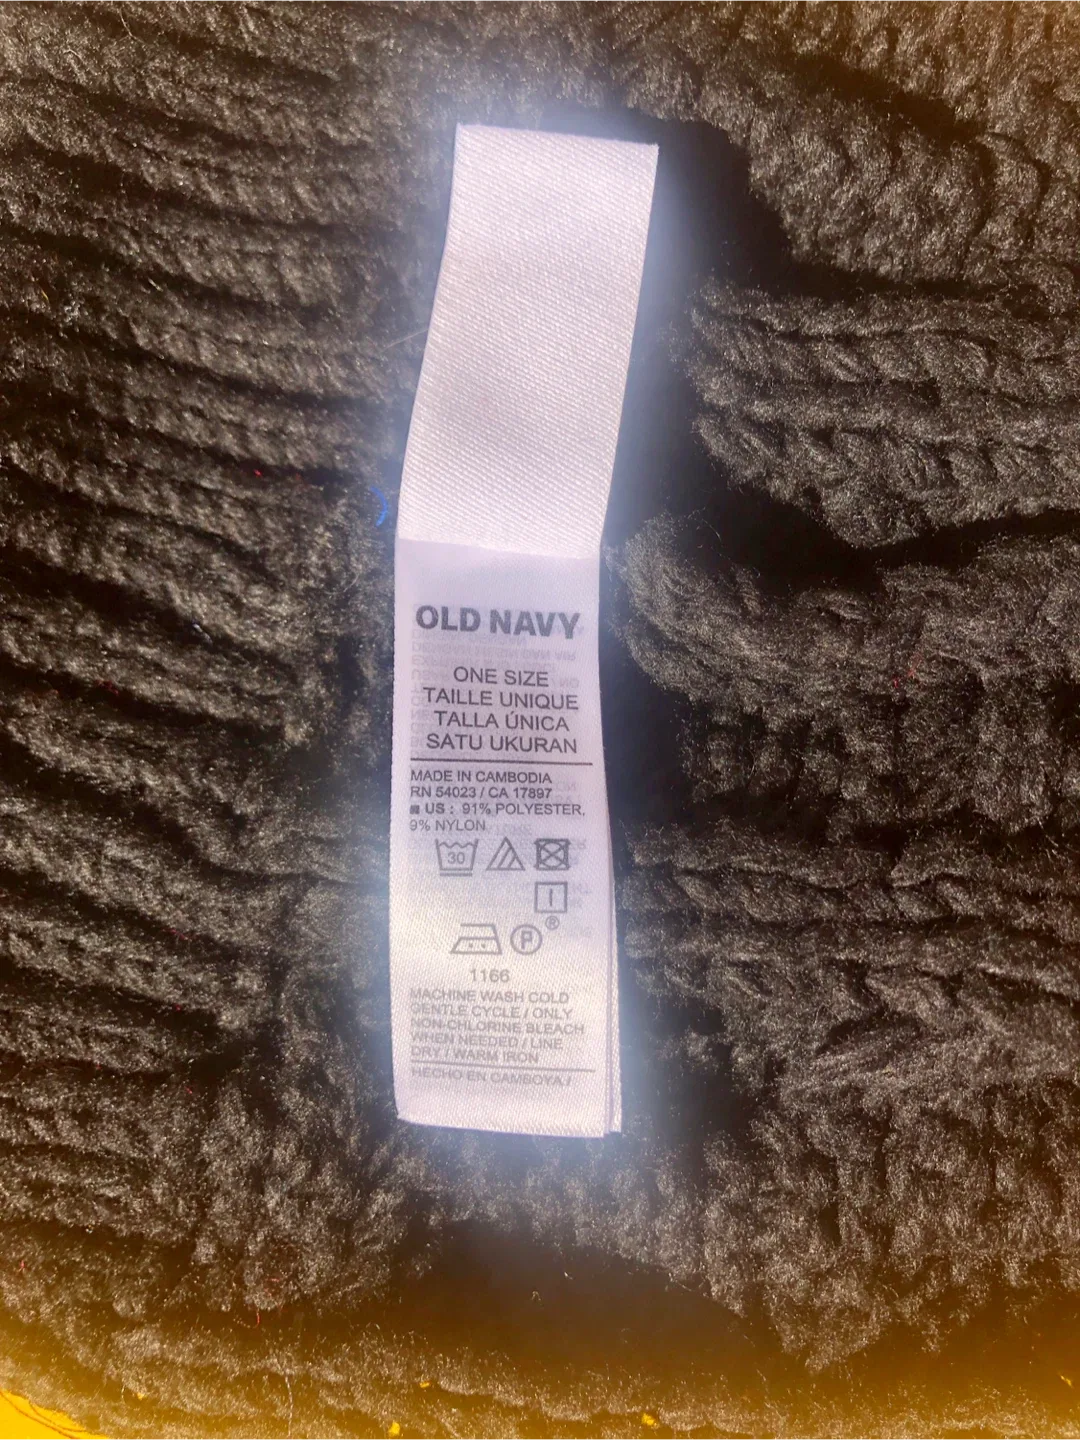 OLD NAVY
ONE SIZE
TAILLE UNIQUE
TALLA ÚNICA
SATU UKURAN
MADE IN CAMBODIA
RN 54023 / CA 17897
US : 91% POLYESTER,
9% NYLON
30
P
®
1166
MACHINE WASH COLD
GENTLE CYCLE / ONLY
NON-CHLORINE BLEACH
WHEN NEEDED / LINE
DRY / WARM IRON
HECHO EN CAMBOYA /